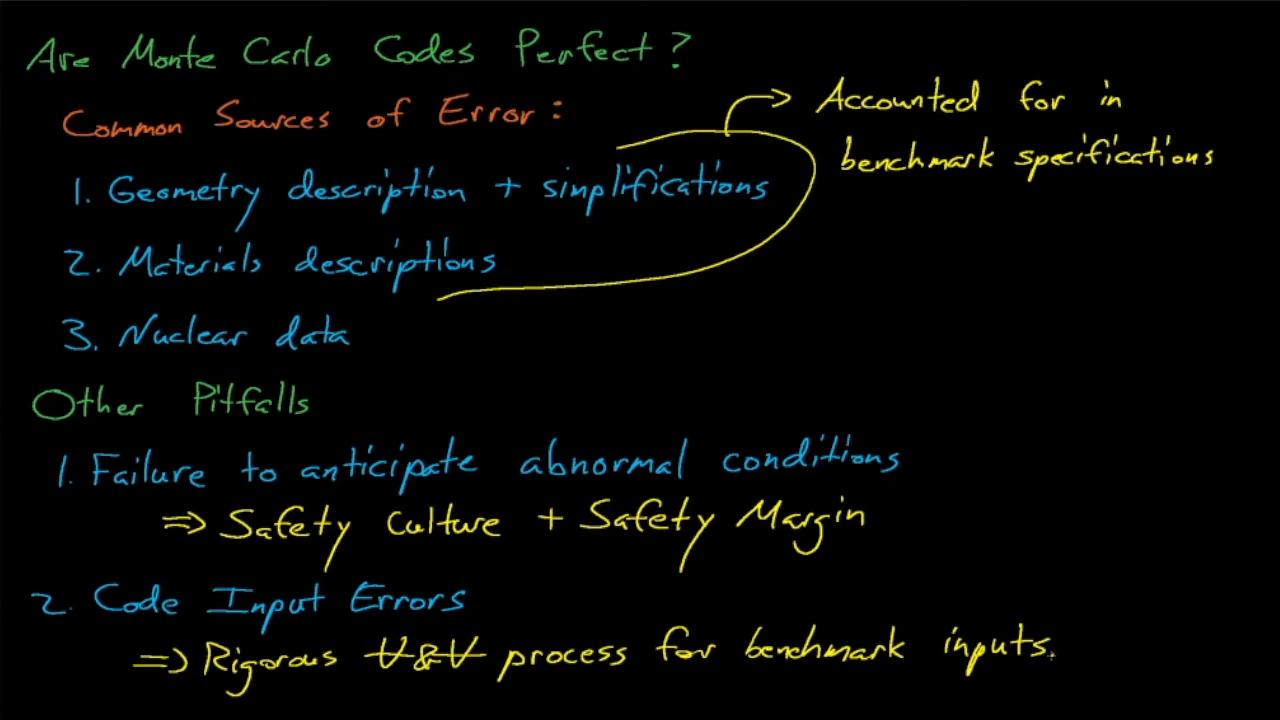 Are Monte Carlo Codes Perfect?
Common Sources of Error:
Accounted for in
benchmark specifications
1. Geometry description + simplifications
2. Materials descriptions
3. Nuclear data
Other Pitfalls
1. Failure to anticipate abnormal conditions
⇒ Safety Culture + Safety Margin
2. Code Input Errors
⇒ Rigorous V&V process for benchmark inputs.